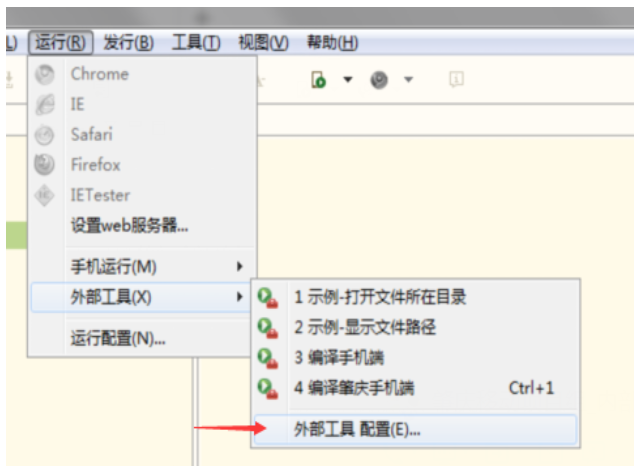 L) 运行(R) 发行(B) 工具(T) 视图(V) 帮助(H)
Chrome
IE
Safari
Firefox
IETester
设置web服务器...
手机运行(M)
外部工具(X)
运行配置(N)...
1 示例-打开文件所在目录
2 示例-显示文件路径
3 编译手机端
4 编译肇庆手机端 Ctrl+1
外部工具 配置(E)...